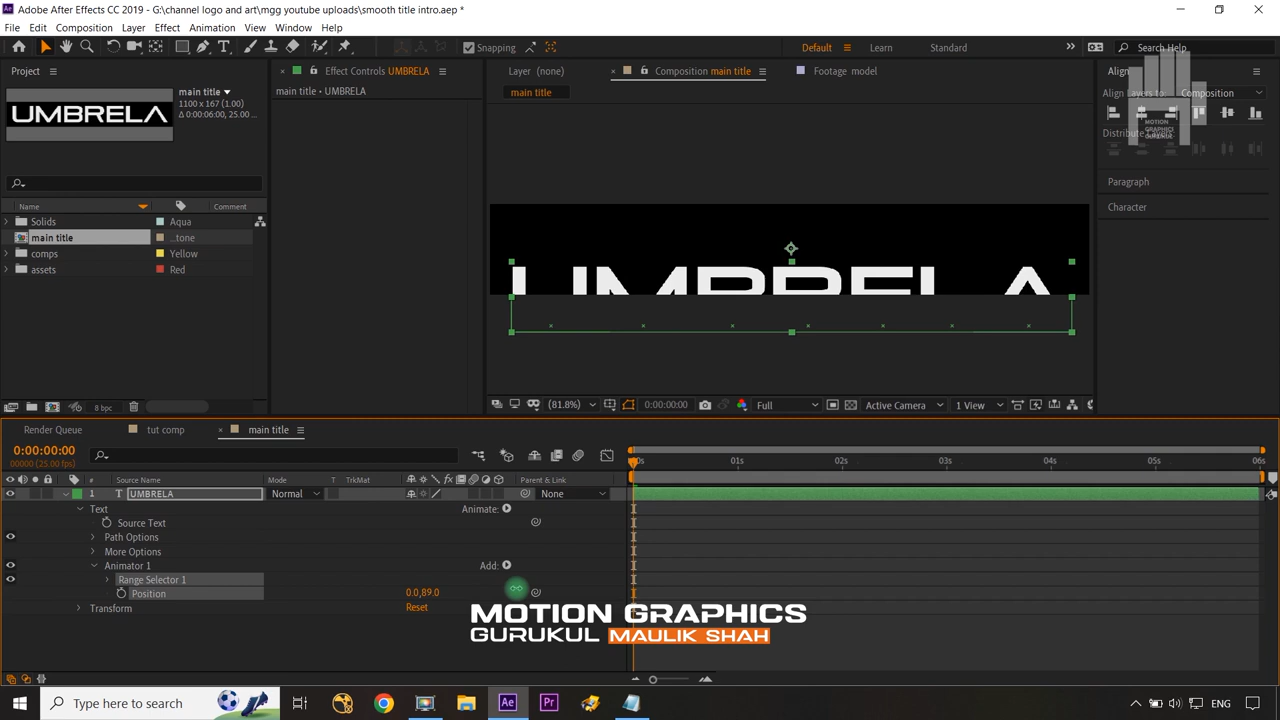 Adobe After Effects CC 2019 - G:\channel logo and art\mgg youtube uploads\smooth title intro.aep *
File Edit Composition Layer Effect Animation View Window Help
Snapping Default Learn Standard Search Help
Project
main title
1100 x 167 (1.00)
Δ 0:00:06:00, 25.00 ...
UMBRELA
Name Comment
Solids Aqua
main title ...tone
comps Yellow
assets Red
8 bpc
Effect Controls UMBRELA
main title • UMBRELA
Layer (none) Composition main title Footage model
main title
UMBRELA
(81.8%) 0:00:00:00 Full Active Camera 1 View
Align
Align Layers to: Composition
Distribute Layers:
MOTION
GRAPHICS
GURUKUL
Paragraph
Character
Render Queue tut comp main title
0:00:00:00
00000 (25.00 fps)
# Source Name Mode T TrkMat Parent & Link
1 T UMBRELA Normal None
Text Animate:
Source Text
Path Options
More Options
Animator 1 Add:
Range Selector 1
Position 0.0,89.0
Transform Reset
00s 01s 02s 03s 04s 05s 06s
MOTION GRAPHICS
GURUKUL MAULIK SHAH
Type here to search
Ae Pr ENG